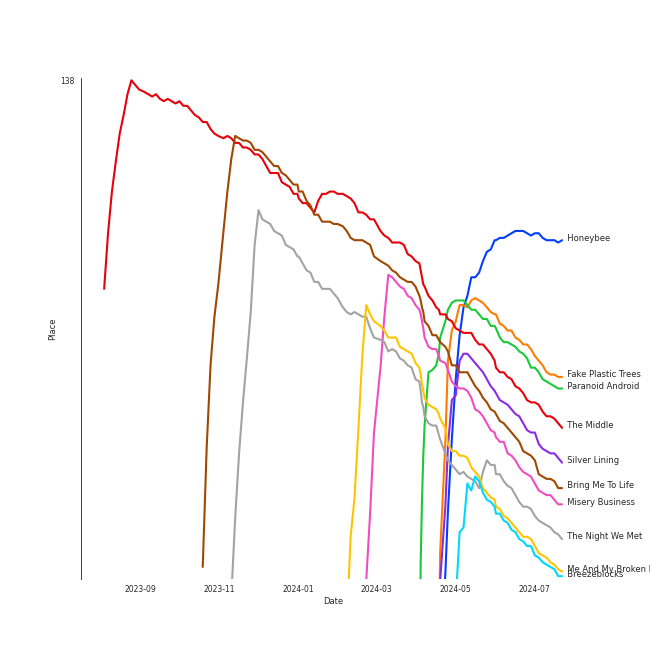 138
Place
Honeybee
Fake Plastic Trees
Paranoid Android
The Middle
Silver Lining
Bring Me To Life
Misery Business
The Night We Met
Me And My Broken
Breezeblocks
2023-09
2023-11
2024-01
2024-03
2024-05
2024-07
Date